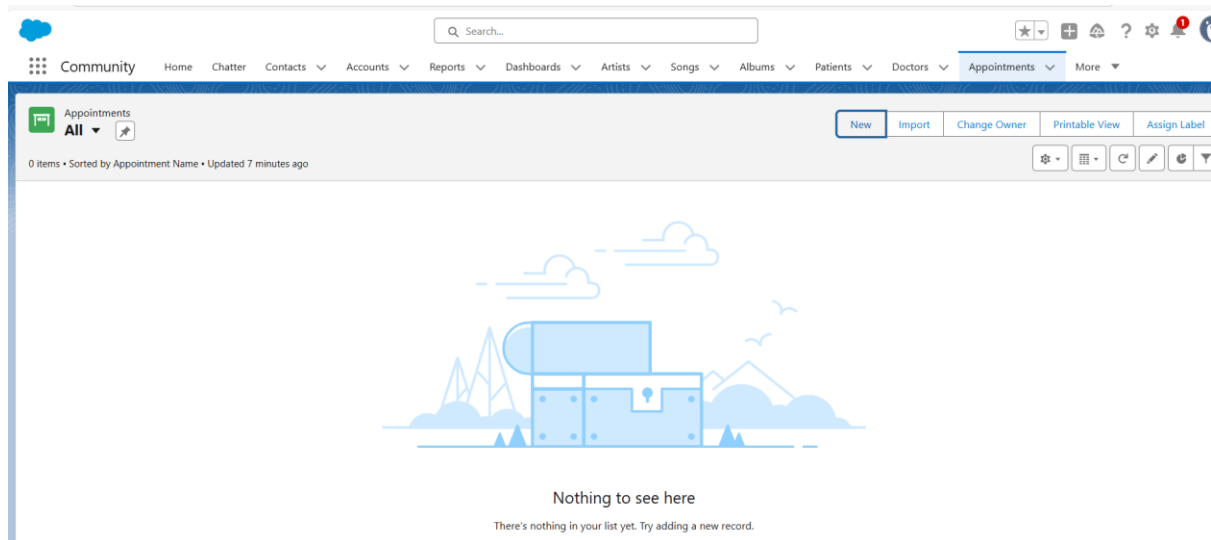 Search...
1
Community Home Chatter Contacts Accounts Reports Dashboards Artists Songs Albums Patients Doctors Appointments More
Appointments
All
New Import Change Owner Printable View Assign Label
0 items • Sorted by Appointment Name • Updated 7 minutes ago
Nothing to see here
There's nothing in your list yet. Try adding a new record.